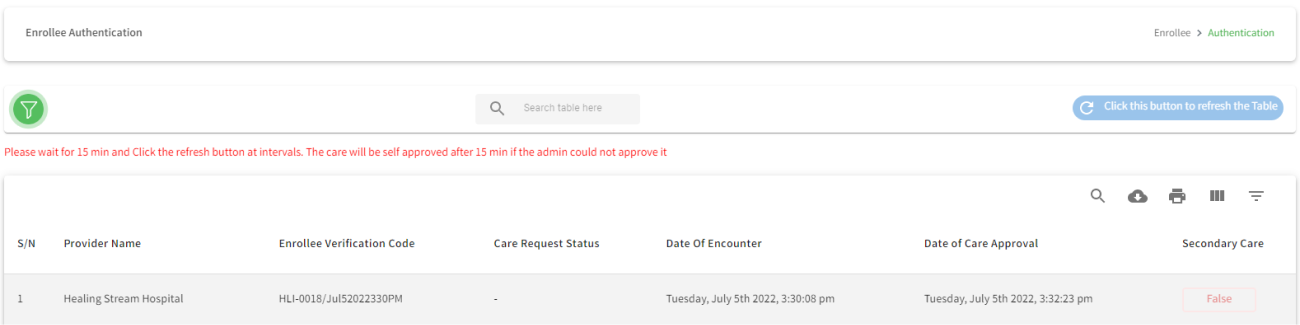 Enrollee Authentication
Enrollee > Authentication
Search table here
Click this button to refresh the Table
Please wait for 15 min and Click the refresh button at intervals. The care will be self approved after 15 min if the admin could not approve it
S/N Provider Name Enrollee Verification Code Care Request Status Date Of Encounter Date of Care Approval Secondary Care
1 Healing Stream Hospital HLI-0018/Jul52022330PM - Tuesday, July 5th 2022, 3:30:08 pm Tuesday, July 5th 2022, 3:32:23 pm False